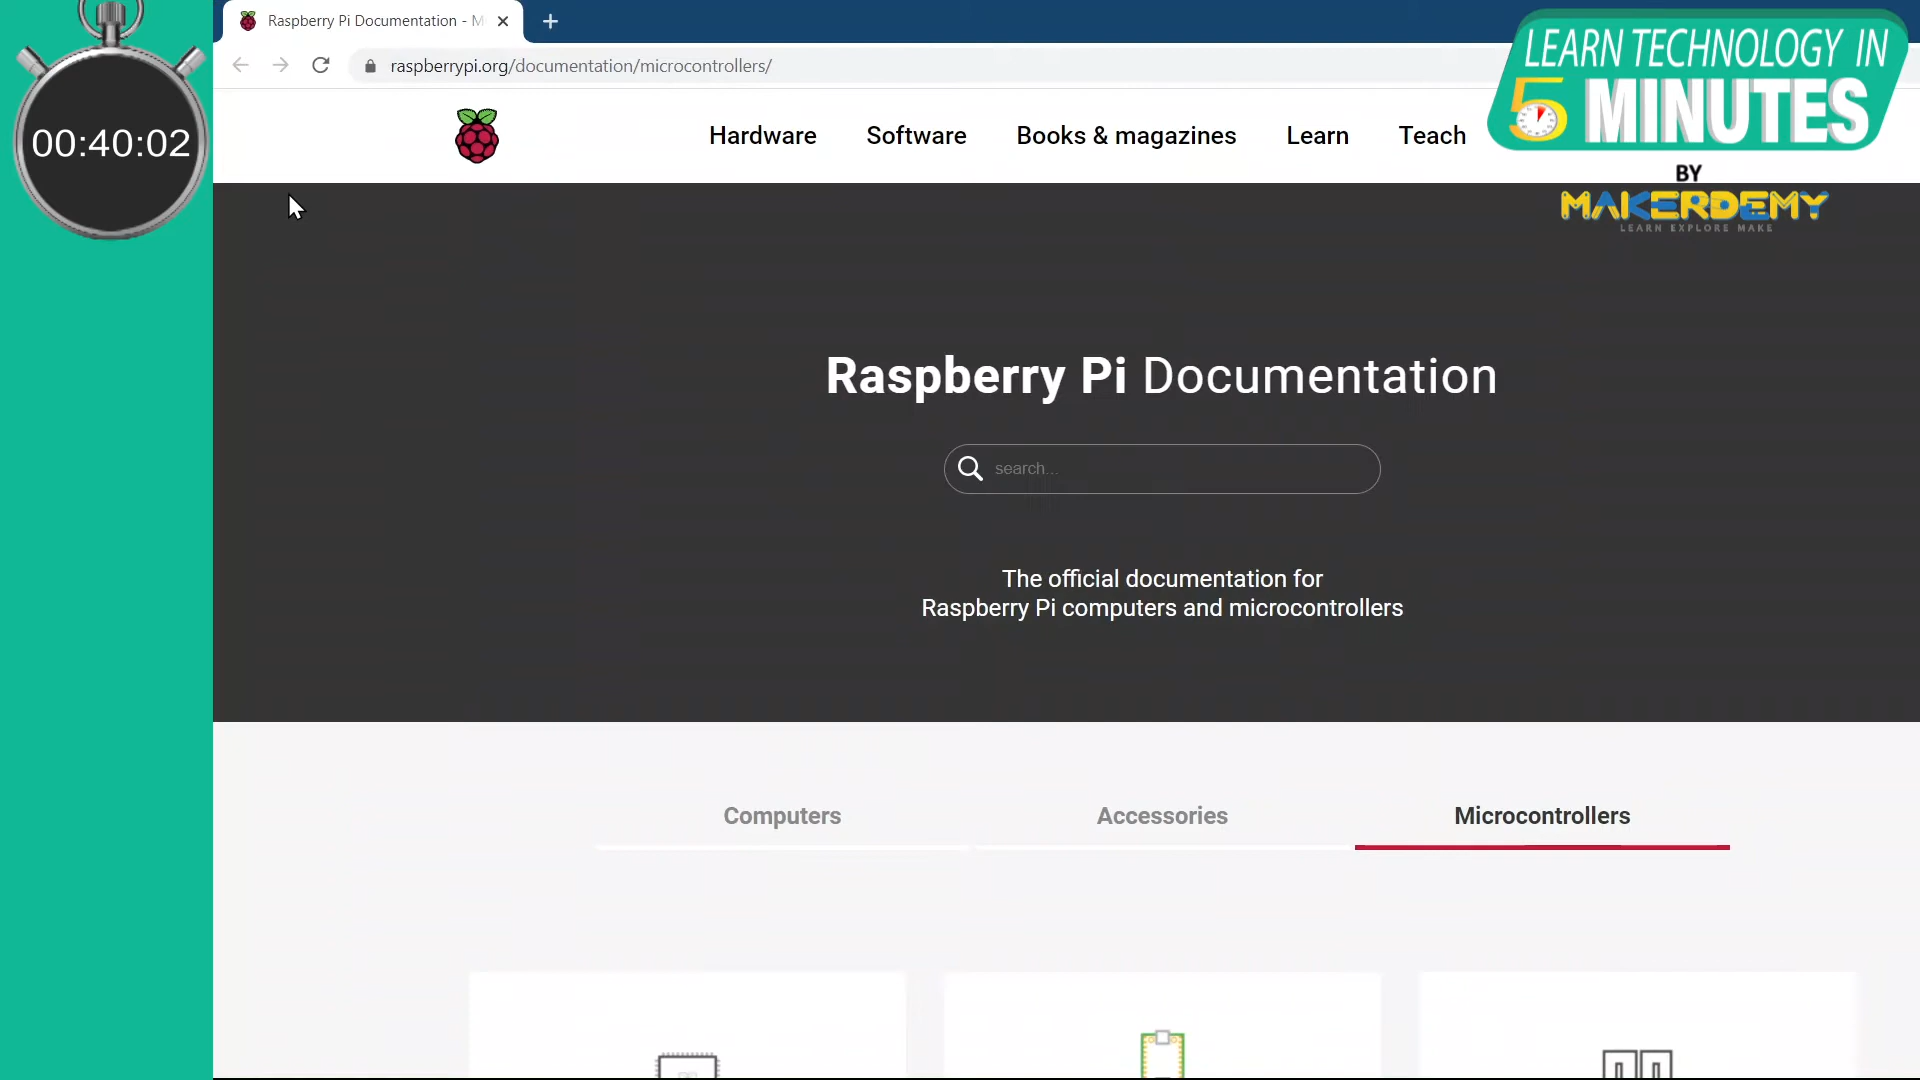 00:40:02
Raspberry Pi Documentation - M
raspberrypi.org/documentation/microcontrollers/
LEARN TECHNOLOGY IN
5 MINUTES
BY
MAKERDEMY
LEARN EXPLORE MAKE
Hardware
Software
Books & magazines
Learn
Teach
Raspberry Pi Documentation
search...
The official documentation for
Raspberry Pi computers and microcontrollers
Computers
Accessories
Microcontrollers